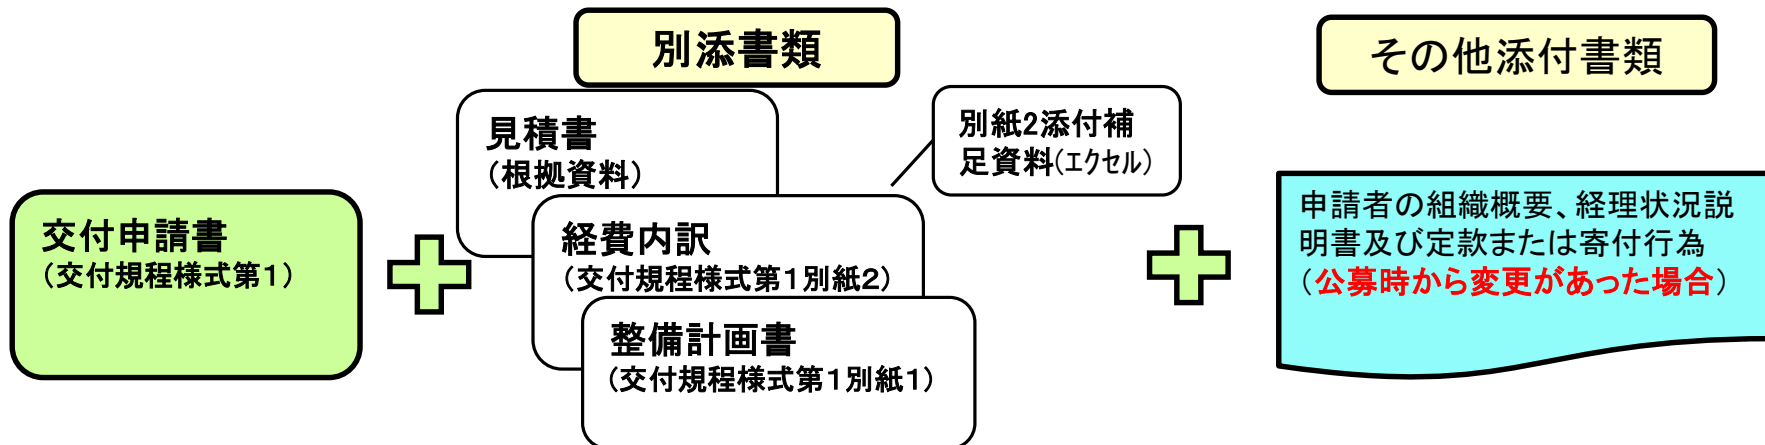 別添書類
その他添付書類
交付申請書
（交付規程様式第１）
見積書
（根拠資料）
経費内訳
（交付規程様式第１別紙２）
整備計画書
（交付規程様式第１別紙１）
別紙2添付補
足資料（エクセル）
申請者の組織概要、経理状況説
明書及び定款または寄付行為
（公募時から変更があった場合）